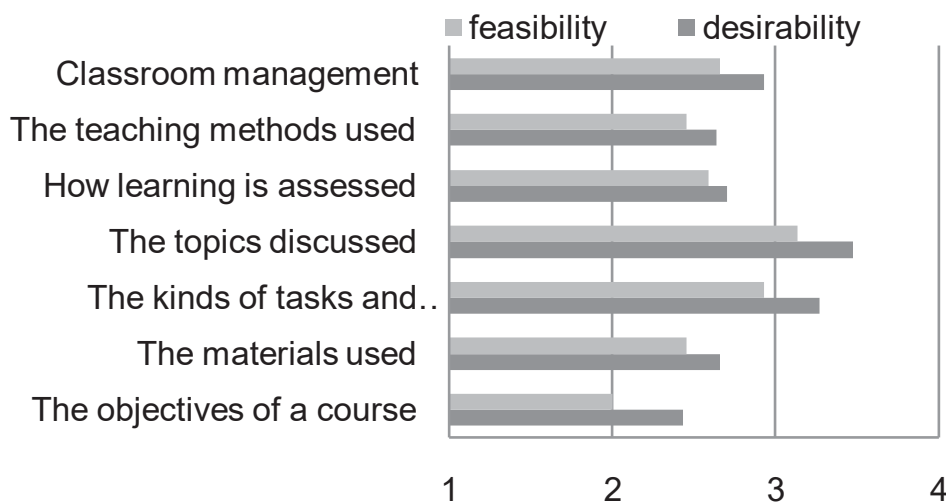 feasibility desirability
Classroom management
The teaching methods used
How learning is assessed
The topics discussed
The kinds of tasks and..
The materials used
The objectives of a course
1 2 3 4